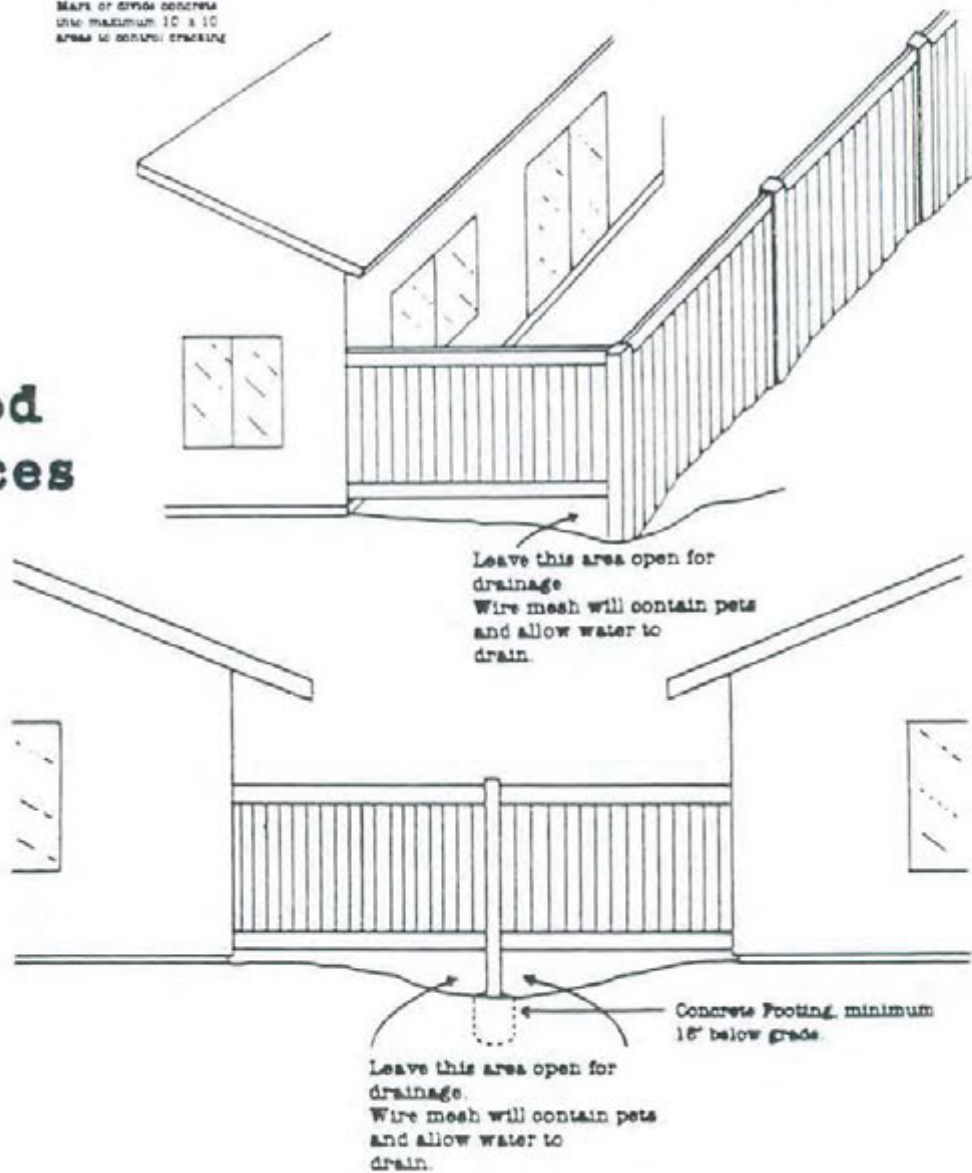 Mark or divide concrete
into maximum 10 x 10
areas to control cracking
od
ces
Leave this area open for
drainage
Wire mesh will contain pets
and allow water to
drain.
Concrete Footing, minimum
below grade.
Leave this area open for
drainage.
Wire mesh will contain pets
and allow water to
drain.